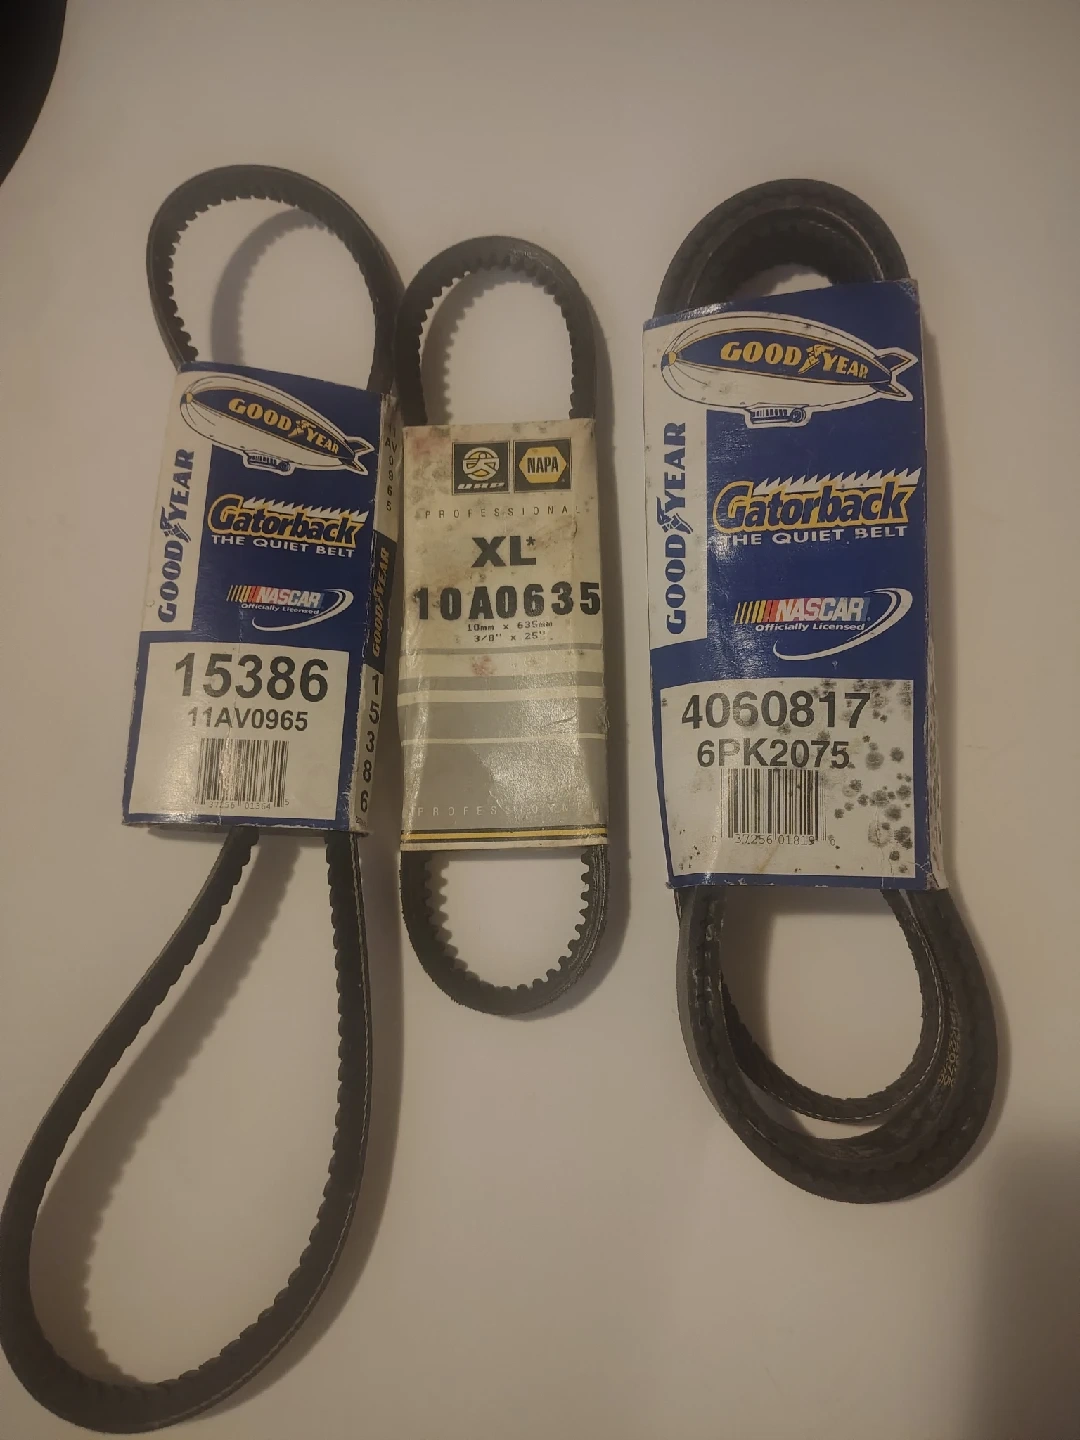 GOODYEAR
GOODYEAR
Gatorback
THE QUIET BELT
NASCAR
Officially Licensed
15386
11AV0965
GOODYEAR
15386
NAPA
PROFESSIONAL
XL*
10A0635
10mm x 635mm
3/8" x 25"
PROFESSIONAL
GOODYEAR
GOODYEAR
Gatorback
THE QUIET BELT
NASCAR
Officially Licensed
4060817
6PK2075